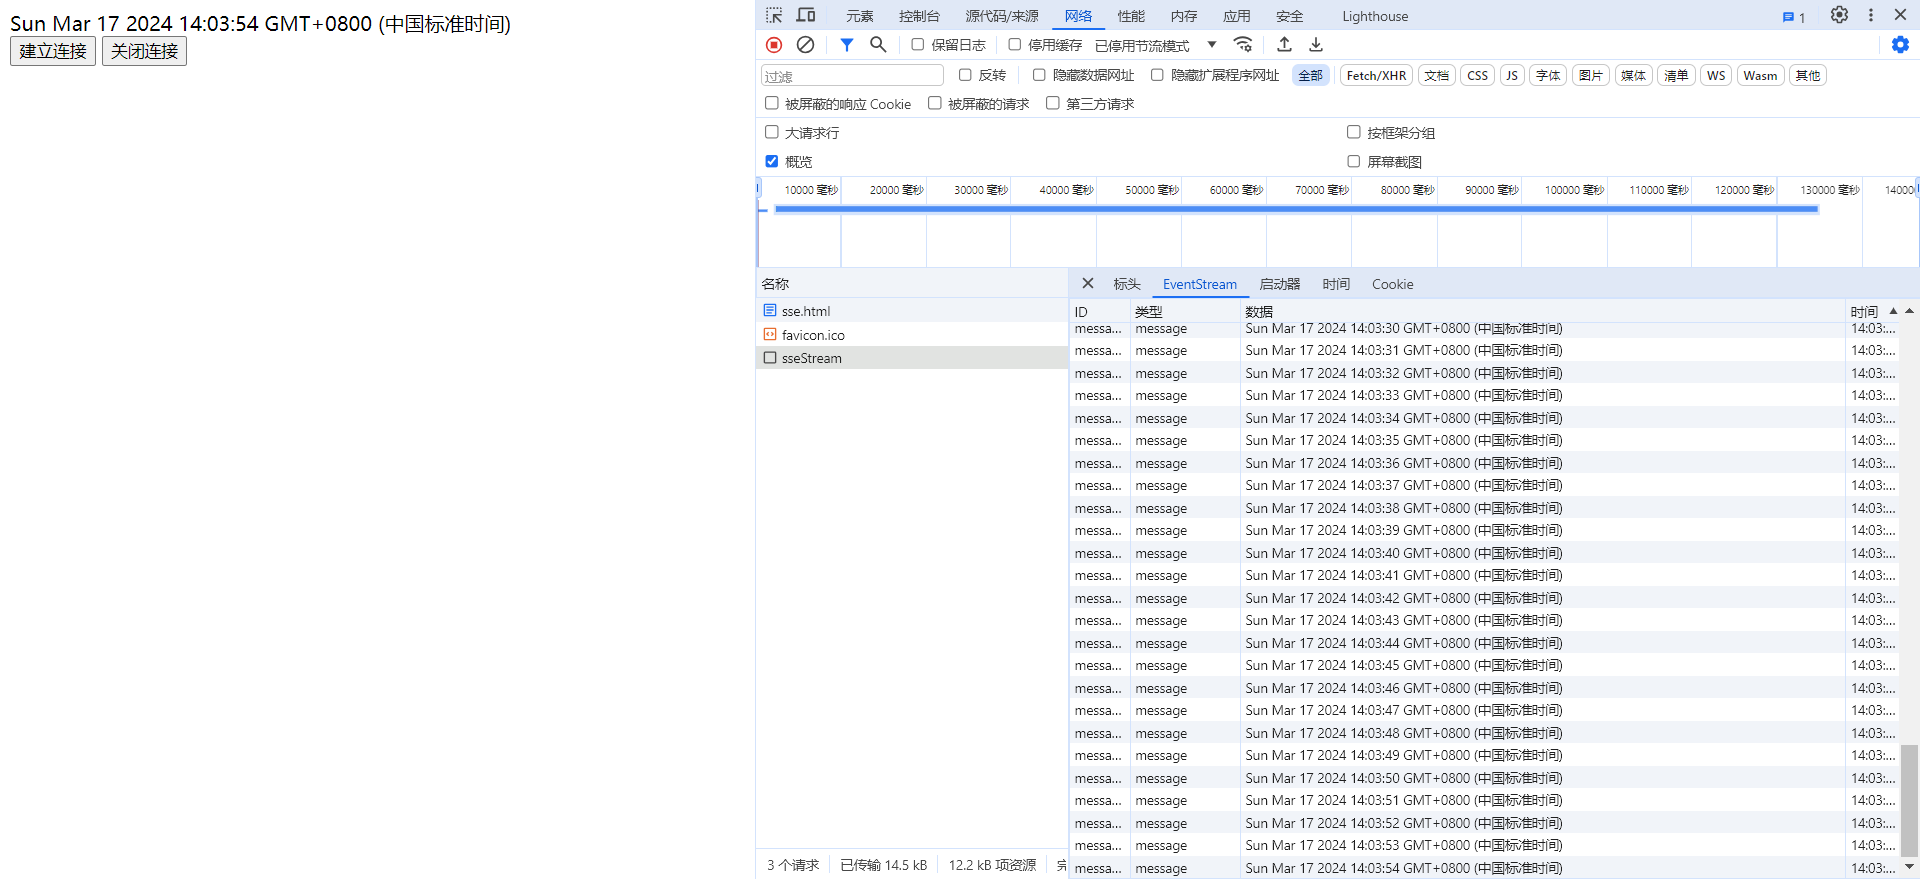 Sun Mar 17 2024 14:03:54 GMT+0800 (中国标准时间)
建立连接 关闭连接
元素 控制台 源代码/来源 网络 性能 内存 应用 安全 Lighthouse 1
保留日志 停用缓存 已停用节流模式
过滤 反转 隐藏数据网址 隐藏扩展程序网址 全部 Fetch/XHR 文档 CSS JS 字体 图片 媒体 清单 WS Wasm 其他
被屏蔽的响应 Cookie 被屏蔽的请求 第三方请求
大请求行 按框架分组
概览 屏幕截图
10000 毫秒 20000 毫秒 30000 毫秒 40000 毫秒 50000 毫秒 60000 毫秒 70000 毫秒 80000 毫秒 90000 毫秒 100000 毫秒 110000 毫秒 120000 毫秒 130000 毫秒 14000
名称
sse.html
favicon.ico
sseStream
3 个请求 已传输 14.5 kB 12.2 kB 项资源
标头 EventStream 启动器 时间 Cookie
ID 类型 数据 时间
messa... message Sun Mar 17 2024 14:03:30 GMT+0800 (中国标准时间) 14:03:...
messa... message Sun Mar 17 2024 14:03:31 GMT+0800 (中国标准时间) 14:03:...
messa... message Sun Mar 17 2024 14:03:32 GMT+0800 (中国标准时间) 14:03:...
messa... message Sun Mar 17 2024 14:03:33 GMT+0800 (中国标准时间) 14:03:...
messa... message Sun Mar 17 2024 14:03:34 GMT+0800 (中国标准时间) 14:03:...
messa... message Sun Mar 17 2024 14:03:35 GMT+0800 (中国标准时间) 14:03:...
messa... message Sun Mar 17 2024 14:03:36 GMT+0800 (中国标准时间) 14:03:...
messa... message Sun Mar 17 2024 14:03:37 GMT+0800 (中国标准时间) 14:03:...
messa... message Sun Mar 17 2024 14:03:38 GMT+0800 (中国标准时间) 14:03:...
messa... message Sun Mar 17 2024 14:03:39 GMT+0800 (中国标准时间) 14:03:...
messa... message Sun Mar 17 2024 14:03:40 GMT+0800 (中国标准时间) 14:03:...
messa... message Sun Mar 17 2024 14:03:41 GMT+0800 (中国标准时间) 14:03:...
messa... message Sun Mar 17 2024 14:03:42 GMT+0800 (中国标准时间) 14:03:...
messa... message Sun Mar 17 2024 14:03:43 GMT+0800 (中国标准时间) 14:03:...
messa... message Sun Mar 17 2024 14:03:44 GMT+0800 (中国标准时间) 14:03:...
messa... message Sun Mar 17 2024 14:03:45 GMT+0800 (中国标准时间) 14:03:...
messa... message Sun Mar 17 2024 14:03:46 GMT+0800 (中国标准时间) 14:03:...
messa... message Sun Mar 17 2024 14:03:47 GMT+0800 (中国标准时间) 14:03:...
messa... message Sun Mar 17 2024 14:03:48 GMT+0800 (中国标准时间) 14:03:...
messa... message Sun Mar 17 2024 14:03:49 GMT+0800 (中国标准时间) 14:03:...
messa... message Sun Mar 17 2024 14:03:50 GMT+0800 (中国标准时间) 14:03:...
messa... message Sun Mar 17 2024 14:03:51 GMT+0800 (中国标准时间) 14:03:...
messa... message Sun Mar 17 2024 14:03:52 GMT+0800 (中国标准时间) 14:03:...
messa... message Sun Mar 17 2024 14:03:53 GMT+0800 (中国标准时间) 14:03:...
messa... message Sun Mar 17 2024 14:03:54 GMT+0800 (中国标准时间) 14:03:...